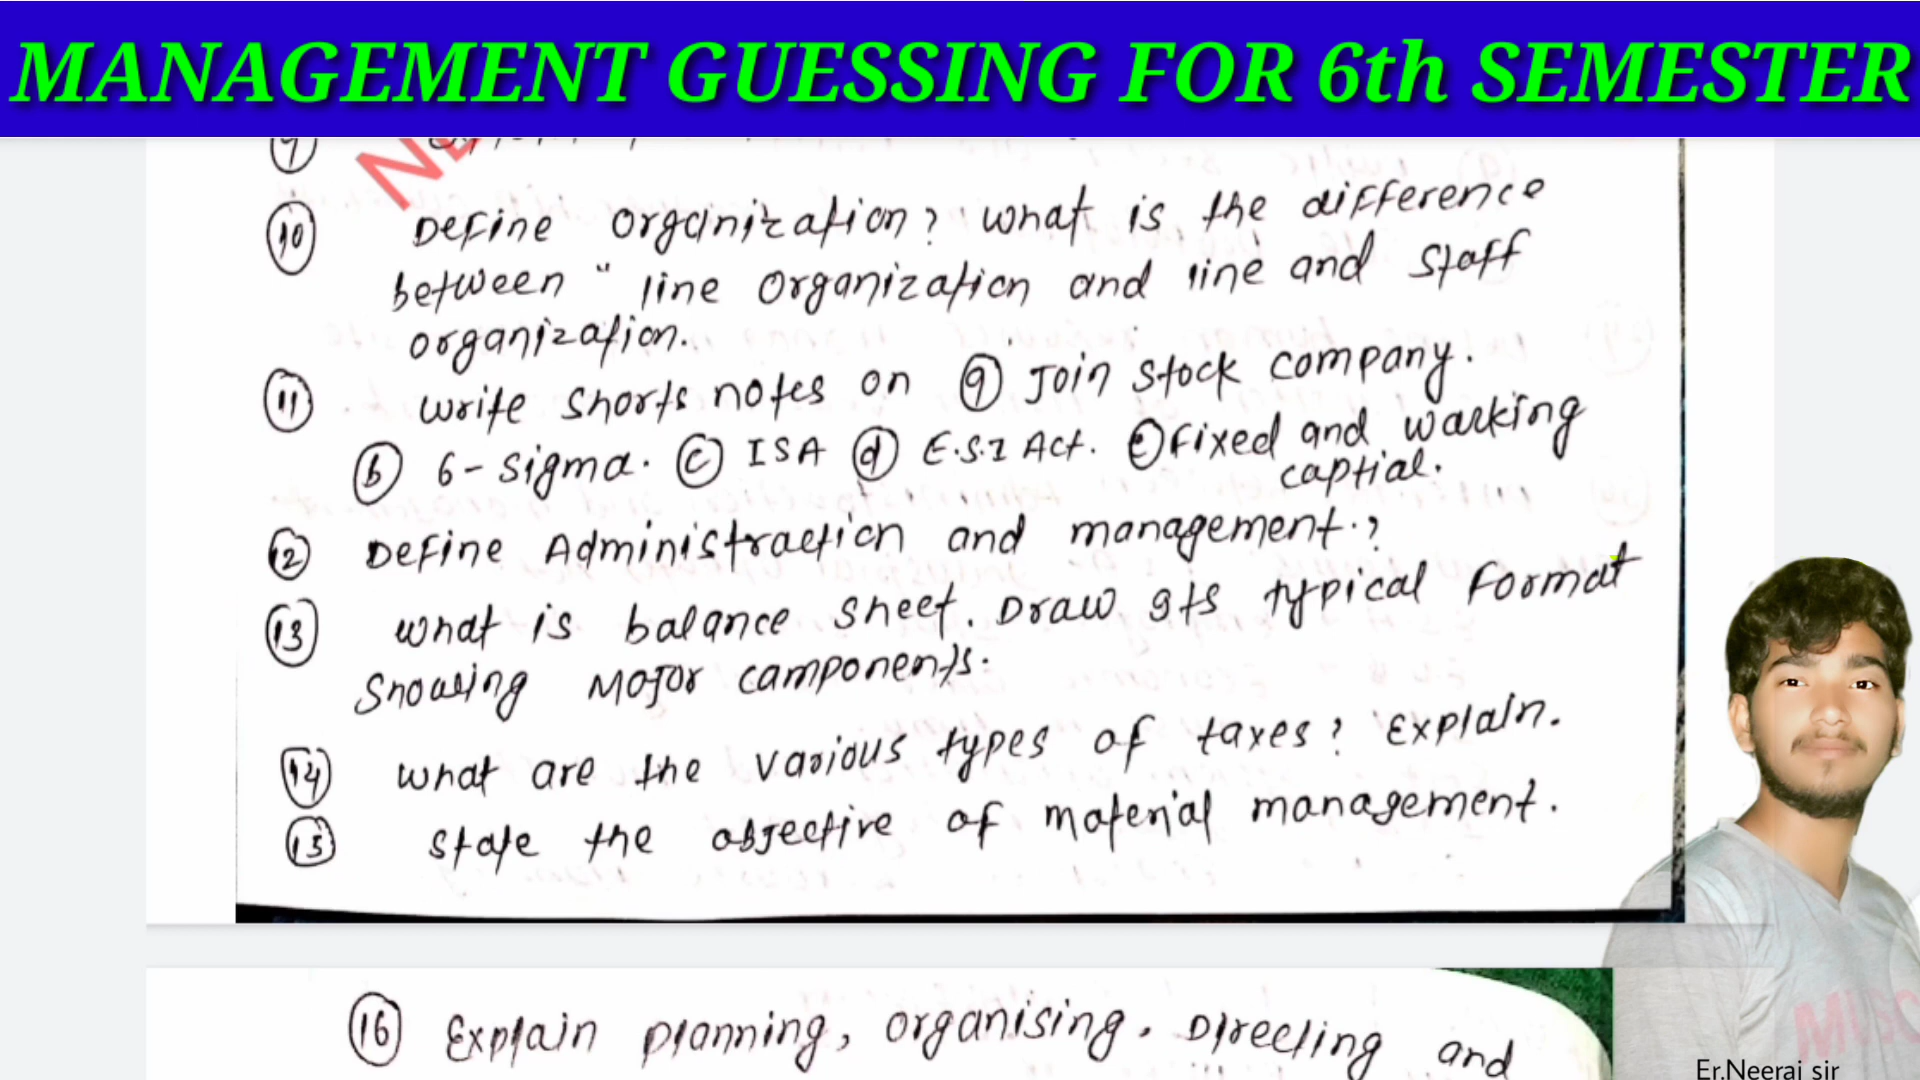 MANAGEMENT GUESSING FOR 6th SEMESTER
9
10 Define Organization? What is the difference
between " line Organization and line and Staff
organization.
11 write shorts notes on a Join Stock company.
b 6-sigma. c ISA d E.S.I Act. e Fixed and warking
captial.
12 Define Administraction and management.?
13 what is balance sheet. Draw gts typical format
Showing Major camponents.
14 what are the various types of taxes? Explain.
15 state the objective of material management.
16 Explain planning, organising. Directing and
MUSC
Er.Neeraj sir